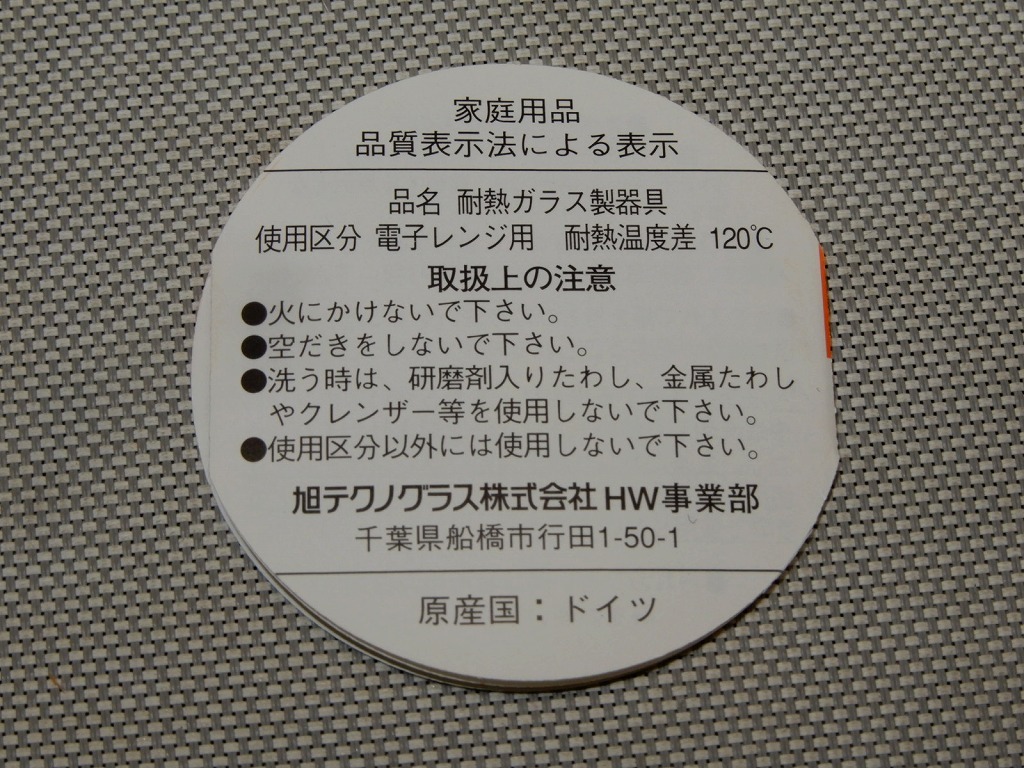 家庭用品
品質表示法による表示
品名 耐熱ガラス製器具
使用区分 電子レンジ用 耐熱温度差 120℃
取扱上の注意
●火にかけないで下さい。
●空だきをしないで下さい。
●洗う時は、研磨剤入りたわし、金属たわし
やクレンザー等を使用しないで下さい。
●使用区分以外には使用しないで下さい。
旭テクノグラス株式会社 HW事業部
千葉県船橋市行田1-50-1
原産国：ドイツ